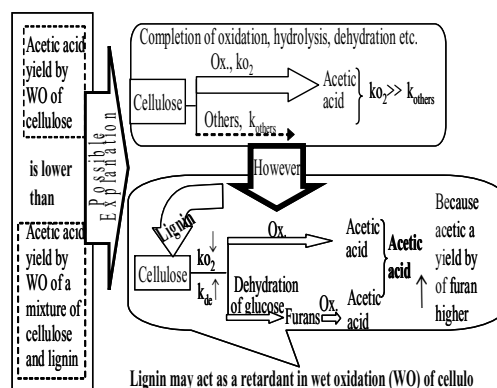 Acetic acid
yield by
WO of
cellulose
is lower
than
Acetic acid
yield by
WO of a
mixture of
cellulose
and lignin
Possible
Explanation
Completion of oxidation, hydrolysis, dehydration etc.
Ox., ko2
Cellulose
Others, kothers
Acetic
acid
ko2>> kothers
However
Lignin
Cellulose
ko2↓
kde↑
Ox.
Dehydration
of glucose
Furans
Ox.
Acetic
acid
Acetic
acid
Acetic
acid ↑
Because
acetic a
yield by
of furan
higher
Lignin may act as a retardant in wet oxidation (WO) of cellulo